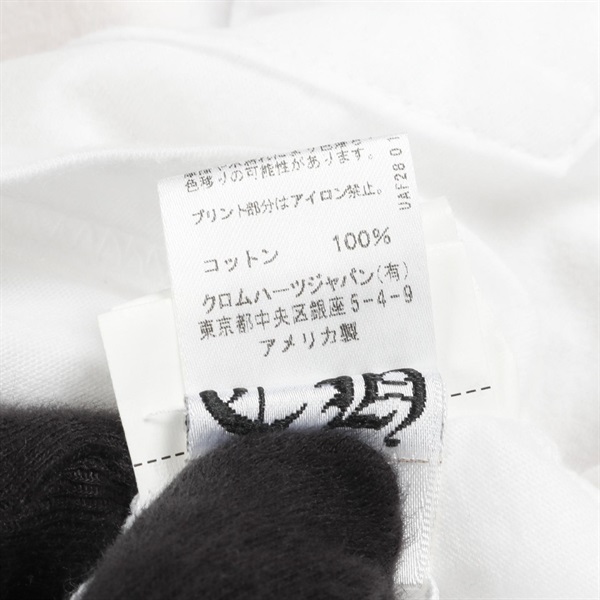 色移りの可能性があります。
プリント部分はアイロン禁止。
コットン 100%
クロムハーツジャパン(有)
東京都中央区銀座5-4-9
アメリカ製
UAF28 0